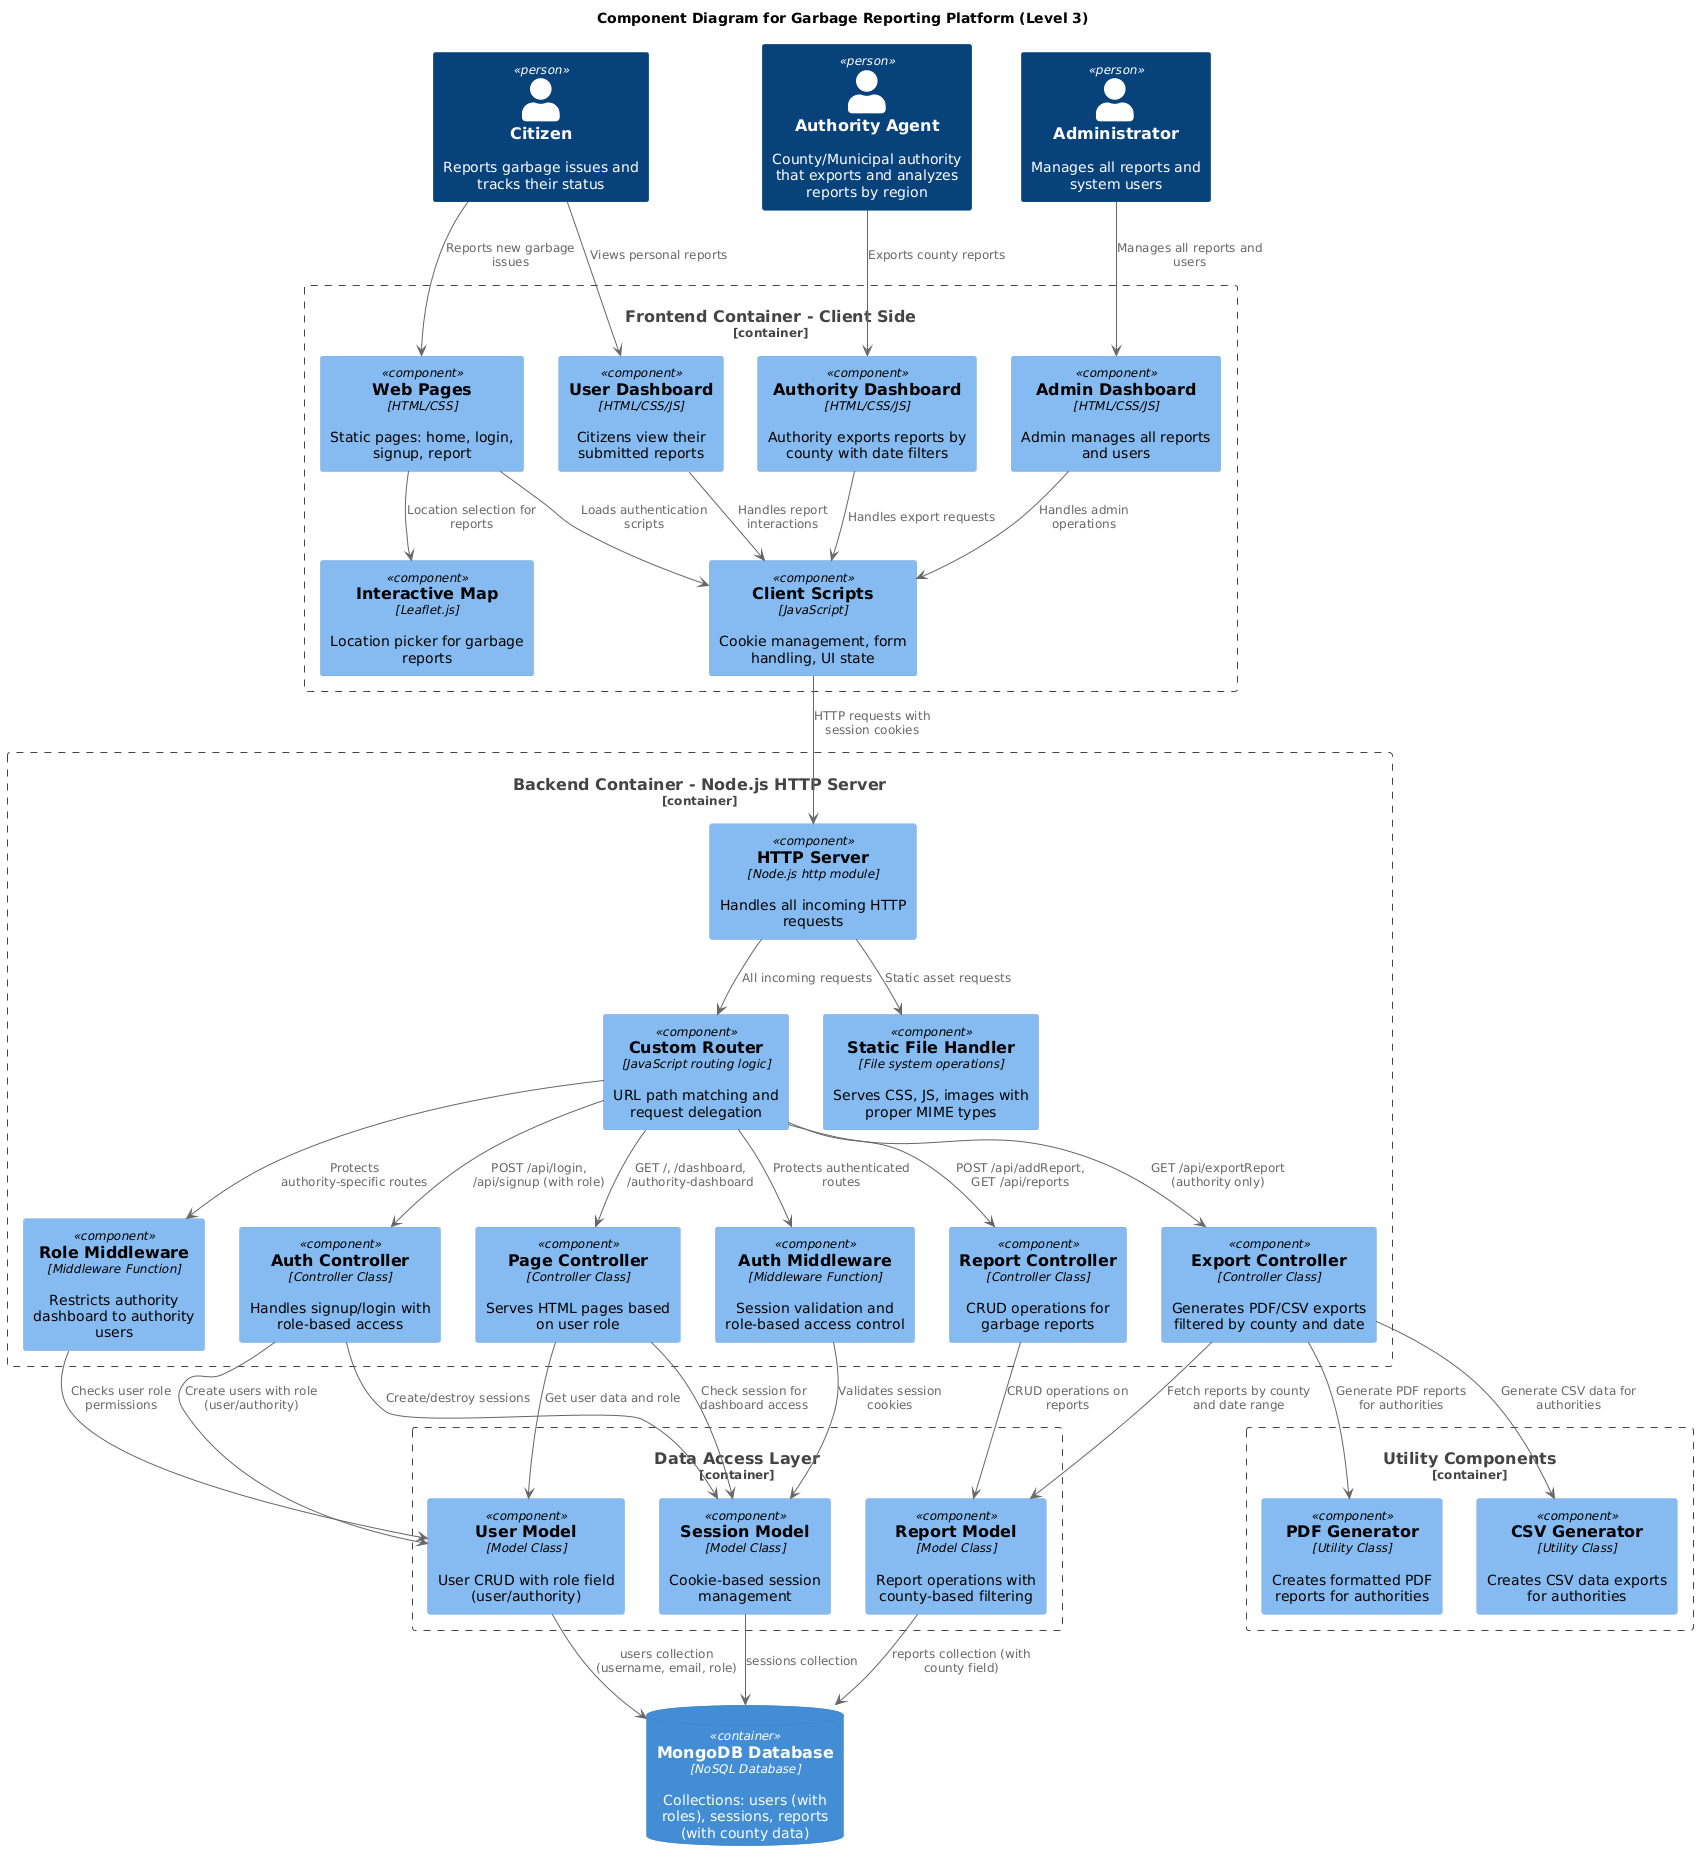 Component Diagram for Garbage Reporting Platform (Level 3)
«person»
Citizen
Reports garbage issues and
tracks their status
«person»
Authority Agent
County/Municipal authority
that exports and analyzes
reports by region
«person»
Administrator
Manages all reports and
system users
Reports new garbage
issues
Views personal reports
Exports county reports
Manages all reports and
users
Frontend Container - Client Side
[container]
«component»
Web Pages
[HTML/CSS]
Static pages: home, login,
signup, report
«component»
User Dashboard
[HTML/CSS/JS]
Citizens view their
submitted reports
«component»
Authority Dashboard
[HTML/CSS/JS]
Authority exports reports by
county with date filters
«component»
Admin Dashboard
[HTML/CSS/JS]
Admin manages all reports
and users
Location selection for
reports
Loads authentication
scripts
Handles report
interactions
Handles export requests
Handles admin
operations
«component»
Interactive Map
[Leaflet.js]
Location picker for garbage
reports
«component»
Client Scripts
[JavaScript]
Cookie management, form
handling, UI state
HTTP requests with
session cookies
Backend Container - Node.js HTTP Server
[container]
«component»
HTTP Server
[Node.js http module]
Handles all incoming HTTP
requests
All incoming requests
Static asset requests
«component»
Custom Router
[JavaScript routing logic]
URL path matching and
request delegation
«component»
Static File Handler
[File system operations]
Serves CSS, JS, images with
proper MIME types
Protects
authority-specific routes
POST /api/login,
/api/signup (with role)
GET /, /dashboard,
/authority-dashboard
Protects authenticated
routes
POST /api/addReport,
GET /api/reports
GET /api/exportReport
(authority only)
«component»
Role Middleware
[Middleware Function]
Restricts authority
dashboard to authority
users
«component»
Auth Controller
[Controller Class]
Handles signup/login with
role-based access
«component»
Page Controller
[Controller Class]
Serves HTML pages based
on user role
«component»
Auth Middleware
[Middleware Function]
Session validation and
role-based access control
«component»
Report Controller
[Controller Class]
CRUD operations for
garbage reports
«component»
Export Controller
[Controller Class]
Generates PDF/CSV exports
filtered by county and date
Checks user role
permissions
Create users with role
(user/authority)
Create/destroy sessions
Get user data and role
Check session for
dashboard access
Validates session
cookies
CRUD operations on
reports
Fetch reports by county
and date range
Generate PDF reports
for authorities
Generate CSV data for
authorities
Data Access Layer
[container]
«component»
User Model
[Model Class]
User CRUD with role field
(user/authority)
«component»
Session Model
[Model Class]
Cookie-based session
management
«component»
Report Model
[Model Class]
Report operations with
county-based filtering
Utility Components
[container]
«component»
PDF Generator
[Utility Class]
Creates formatted PDF
reports for authorities
«component»
CSV Generator
[Utility Class]
Creates CSV data exports
for authorities
users collection
(username, email, role)
sessions collection
reports collection (with
county field)
«container»
MongoDB Database
[NoSQL Database]
Collections: users (with
roles), sessions, reports
(with county data)